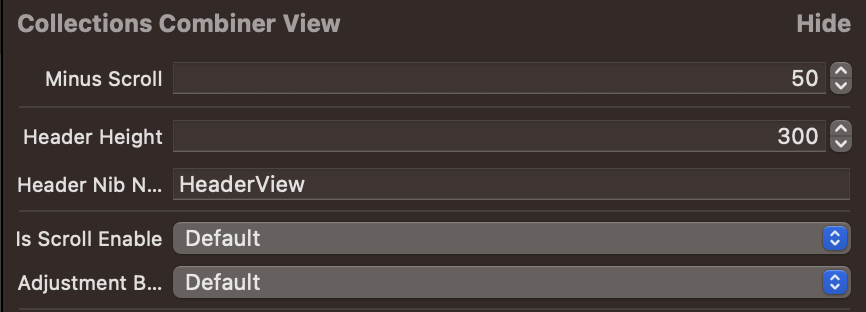 Collections Combiner View Hide
Minus Scroll 50
Header Height 300
Header Nib N... HeaderView
Is Scroll Enable Default
Adjustment B... Default